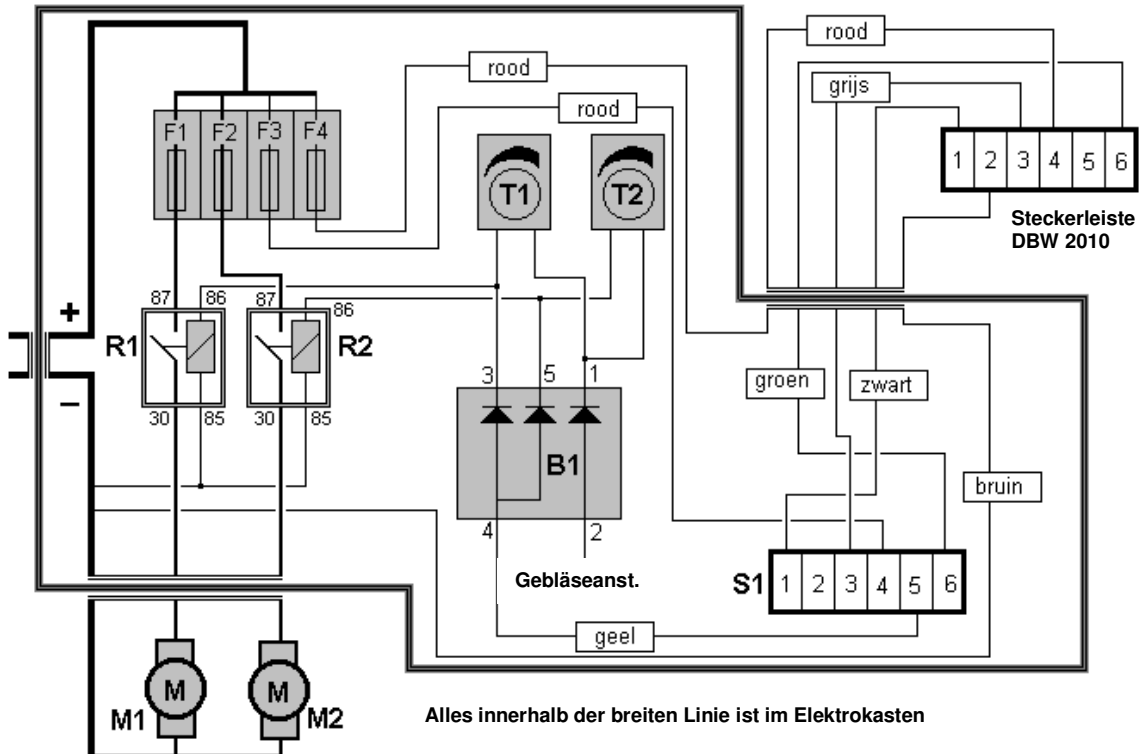 rood
rood
grijs
rood
F1 F2 F3 F4
T1 T2
1 2 3 4 5 6
Steckerleiste
DBW 2010
87 86 87 86
+
R1 R2
–
30 85 30 85
3 5 1
B1
4 2
groen zwart
bruin
Gebläseanst.
S1 1 2 3 4 5 6
geel
M M
M1 M2
Alles innerhalb der breiten Linie ist im Elektrokasten